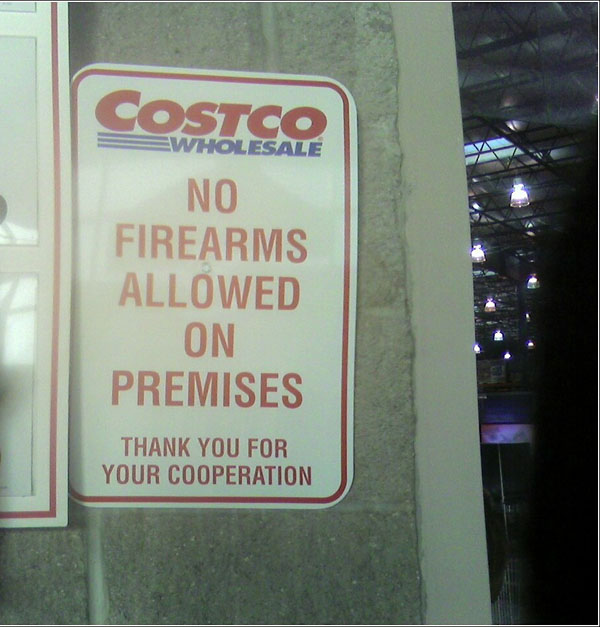 COSTCO
WHOLESALE
NO
FIREARMS
ALLOWED
ON
PREMISES
THANK YOU FOR
YOUR COOPERATION